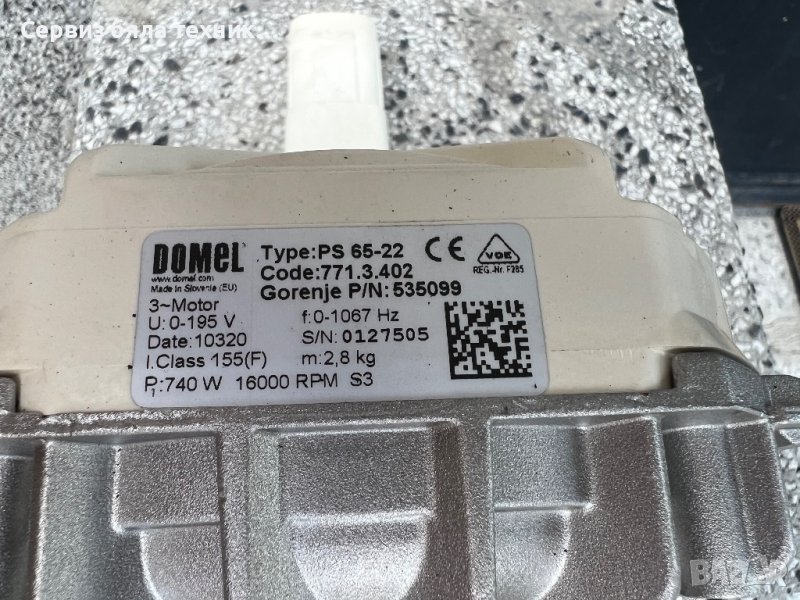 Сервиз бяла техник.
DOMEL
www.domel.com
Made in Slovenia (EU)
Type:PS 65-22
Code:771.3.402
Gorenje P/N:535099
CE
VDE
REG.-Nr. F285
3~Motor
U: 0-195 V
f:0-1067 Hz
Date:10320
S/N: 0127505
I.Class 155(F)
m:2,8 kg
P₁:740 W 16000 RPM S3